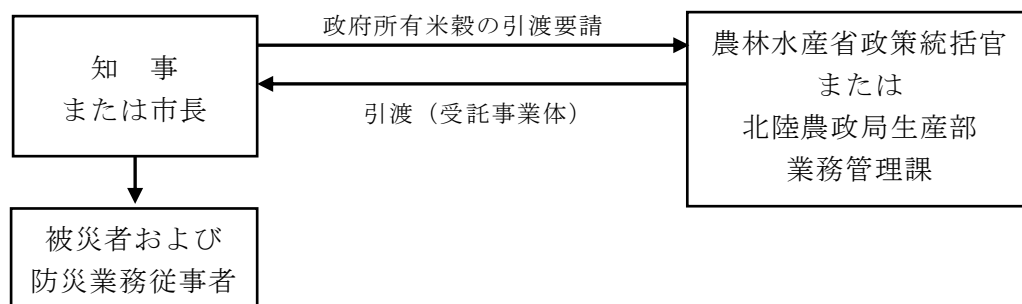 政府所有米穀の引渡要請
知　事
または市長
引渡（受託事業体）
農林水産省政策統括官
または
北陸農政局生産部
業務管理課
被災者および
防災業務従事者